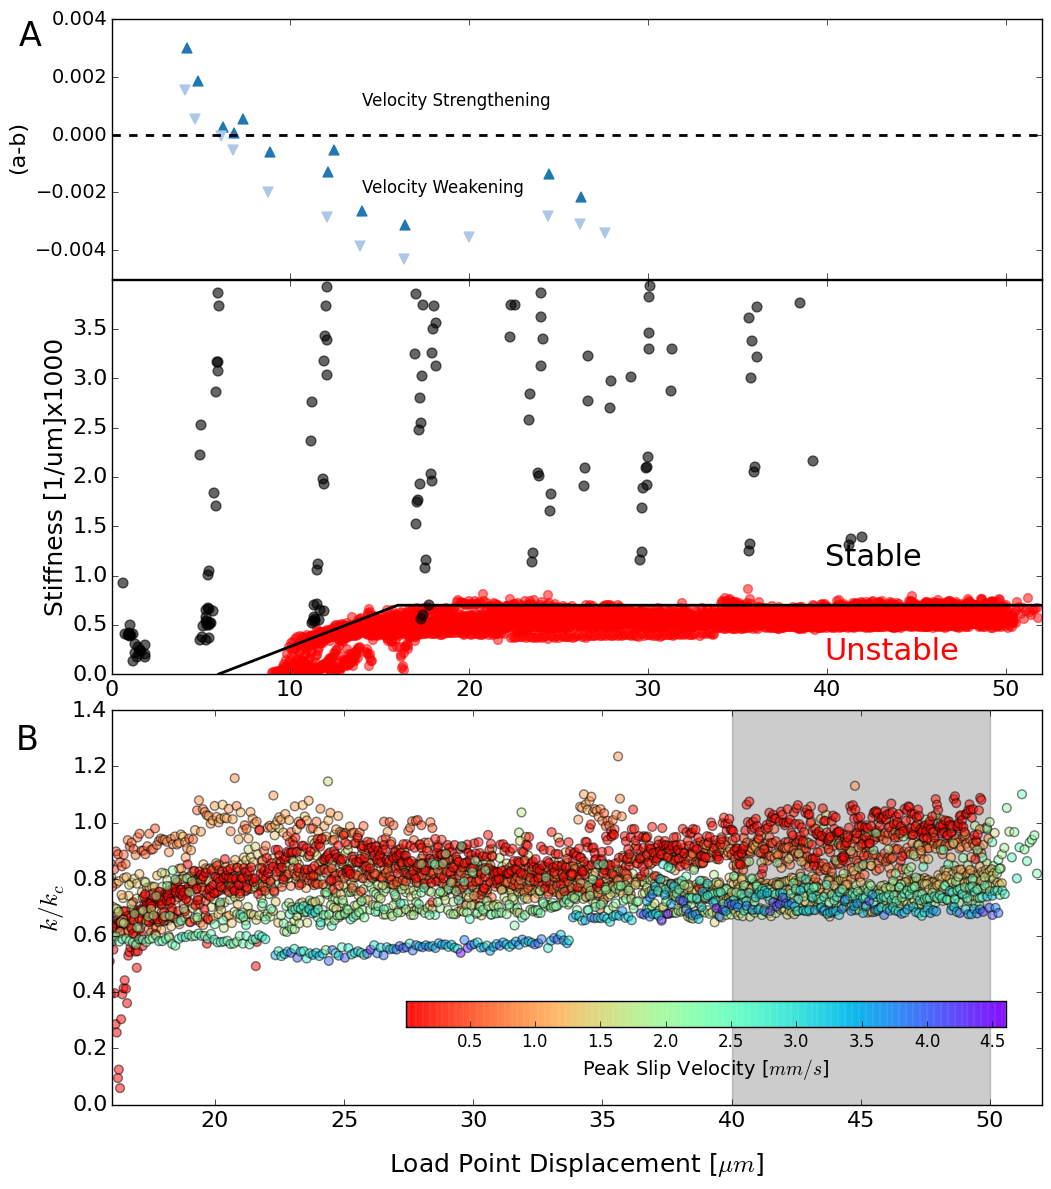 A
0.004
0.002
0.000
−0.002
−0.004
(a-b)
Velocity Strengthening
Velocity Weakening
3.5
3.0
2.5
2.0
1.5
1.0
0.5
0.0
Stiffness [1/um]x1000
Stable
Unstable
0 10 20 30 40 50
B
1.4
1.2
1.0
0.8
0.6
0.4
0.2
0.0
k/k_c
0.5 1.0 1.5 2.0 2.5 3.0 3.5 4.0 4.5
Peak Slip Velocity [mm/s]
20 25 30 35 40 45 50
Load Point Displacement [μm]